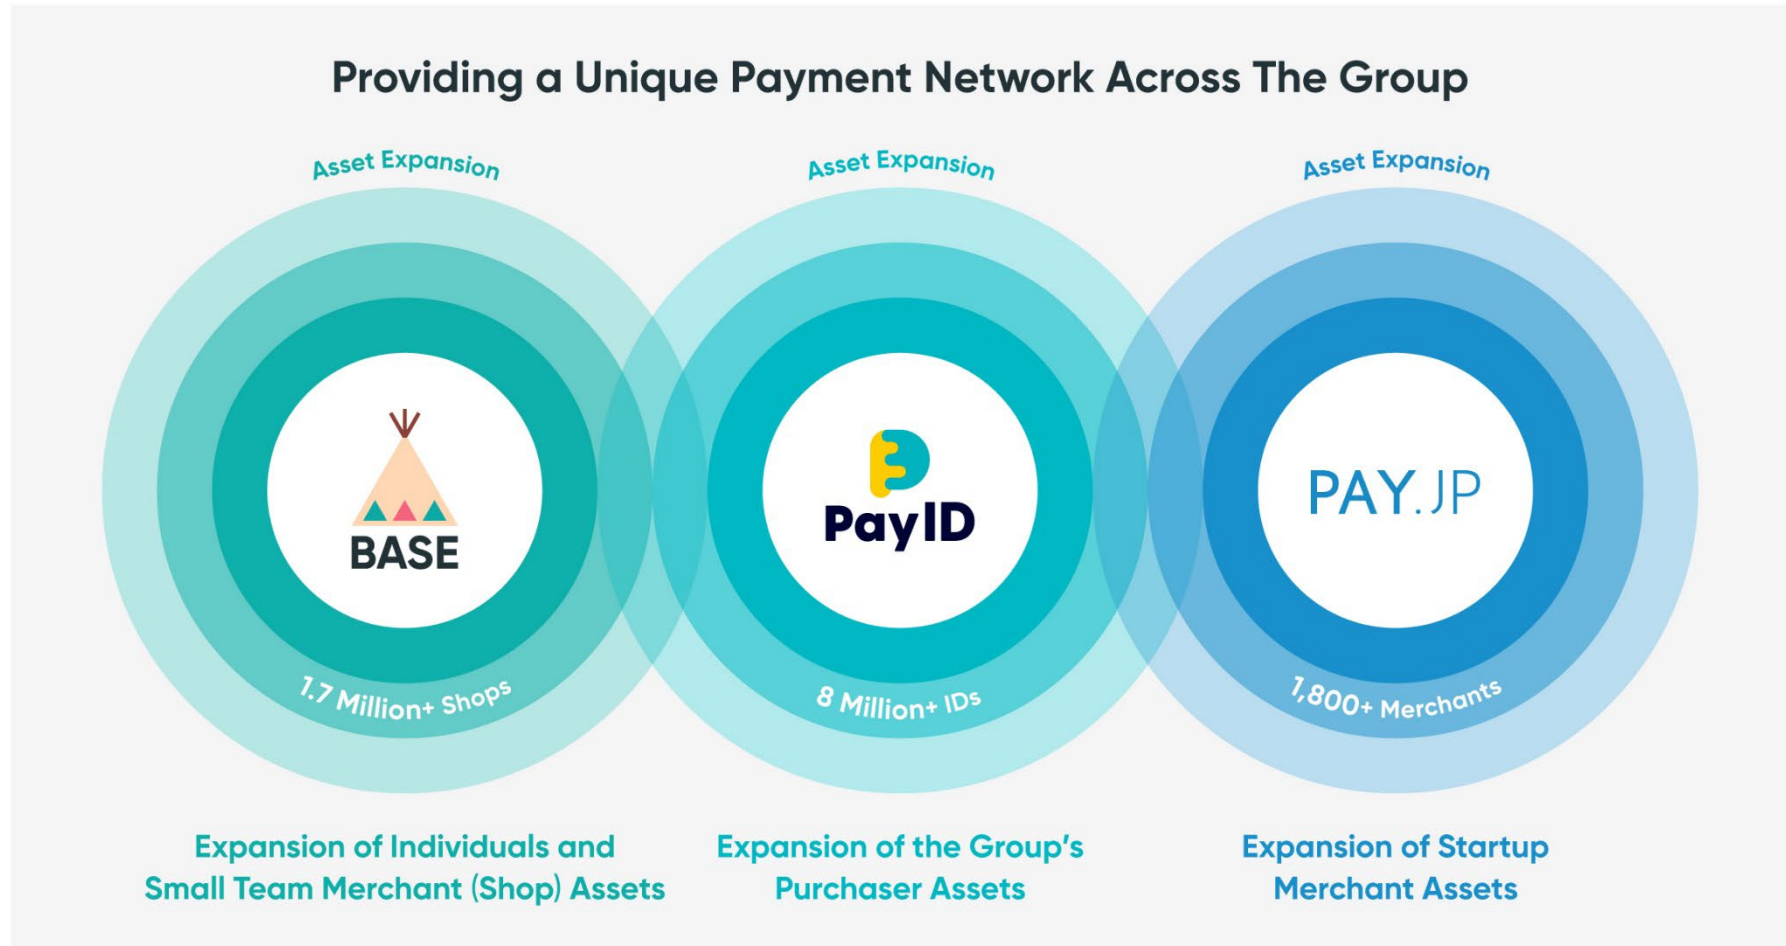 Providing a Unique Payment Network Across The Group
Asset Expansion
Asset Expansion
Asset Expansion
BASE
PayID
PAY.JP
1.7 Million+ Shops
8 Million+ IDs
1,800+ Merchants
Expansion of Individuals and
Small Team Merchant (Shop) Assets
Expansion of the Group's
Purchaser Assets
Expansion of Startup
Merchant Assets